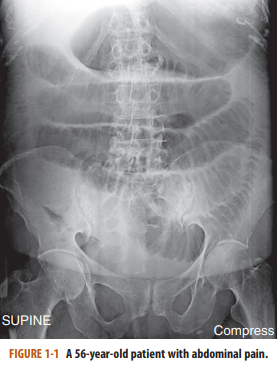 SUPINE
Compress
FIGURE 1-1 A 56-year-old patient with abdominal pain.